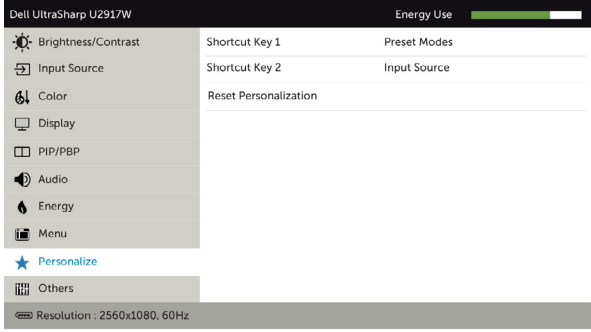 Dell UltraSharp U2917W Energy Use
Brightness/Contrast Shortcut Key 1 Preset Modes
Input Source Shortcut Key 2 Input Source
Color Reset Personalization
Display
PIP/PBP
Audio
Energy
Menu
Personalize
Others
Resolution : 2560x1080, 60Hz